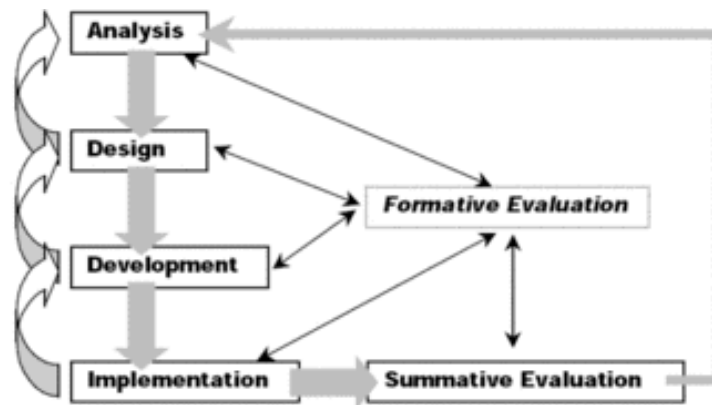 Analysis
Design
Formative Evaluation
Development
Implementation
Summative Evaluation